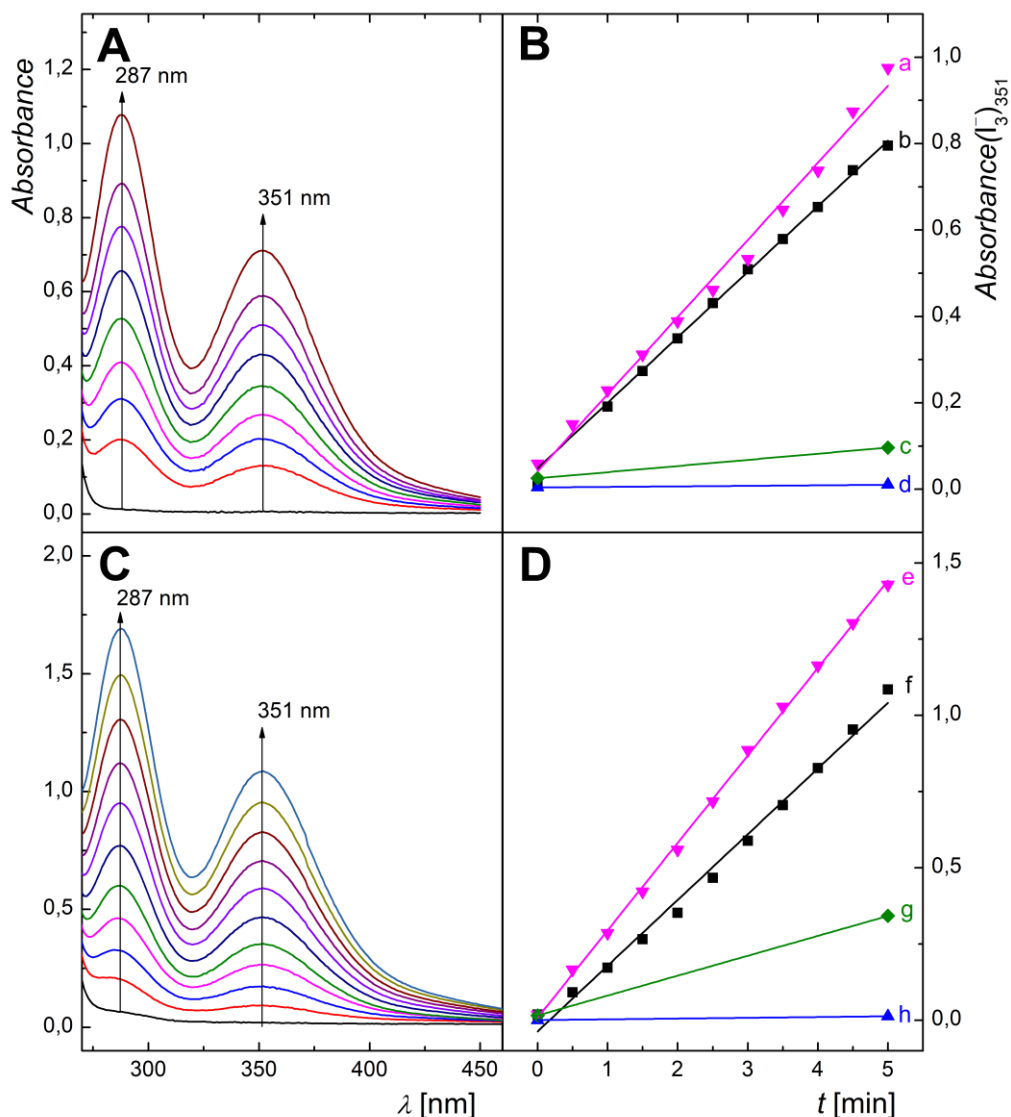 A
B
Absorbance
1,2
1,0
0,8
0,6
0,4
0,2
0,0
287 nm
351 nm
a
b
c
d
1,0
0,8
0,6
0,4
0,2
0,0
Absorbance(I₃⁻)₃₅₁
C
D
2,0
1,5
1,0
0,5
0,0
287 nm
351 nm
e
f
g
h
1,5
1,0
0,5
0,0
300
350
400
450
λ [nm]
0
1
2
3
4
5
t [min]